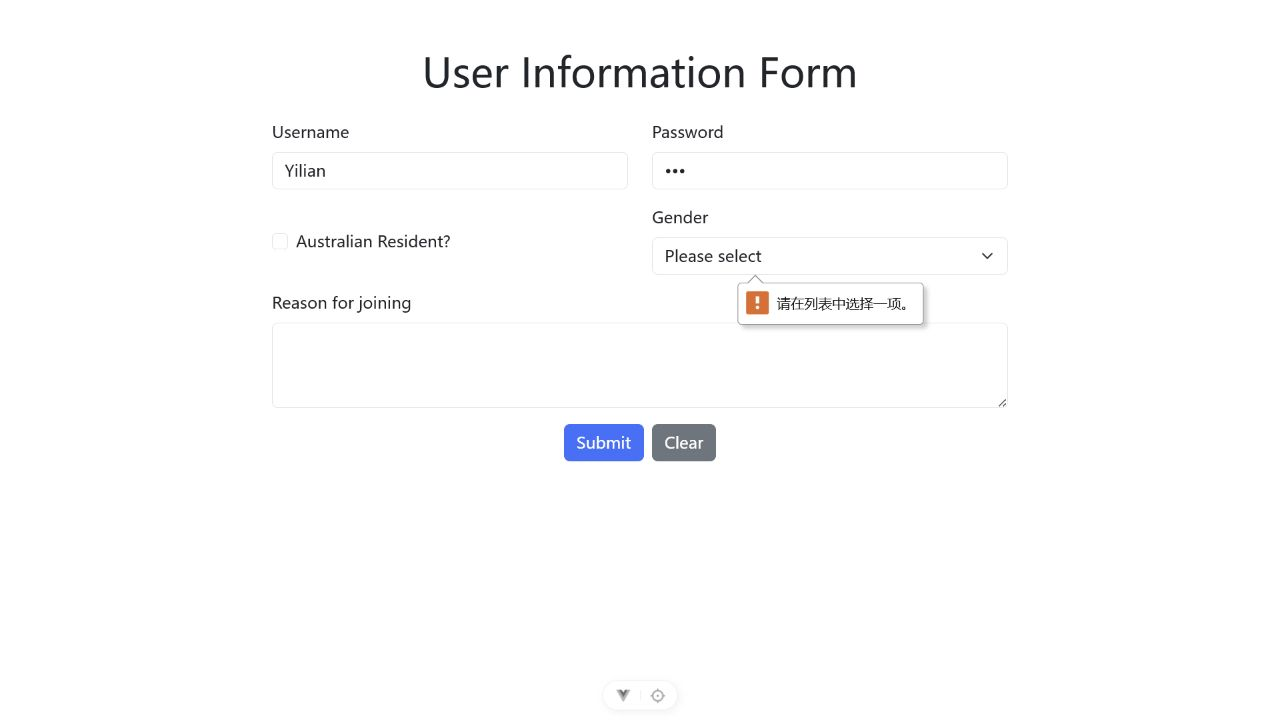 User Information Form
Username
Password
Yilian
•••
Australian Resident?
Gender
Please select
请在列表中选择一项。
Reason for joining
Submit
Clear